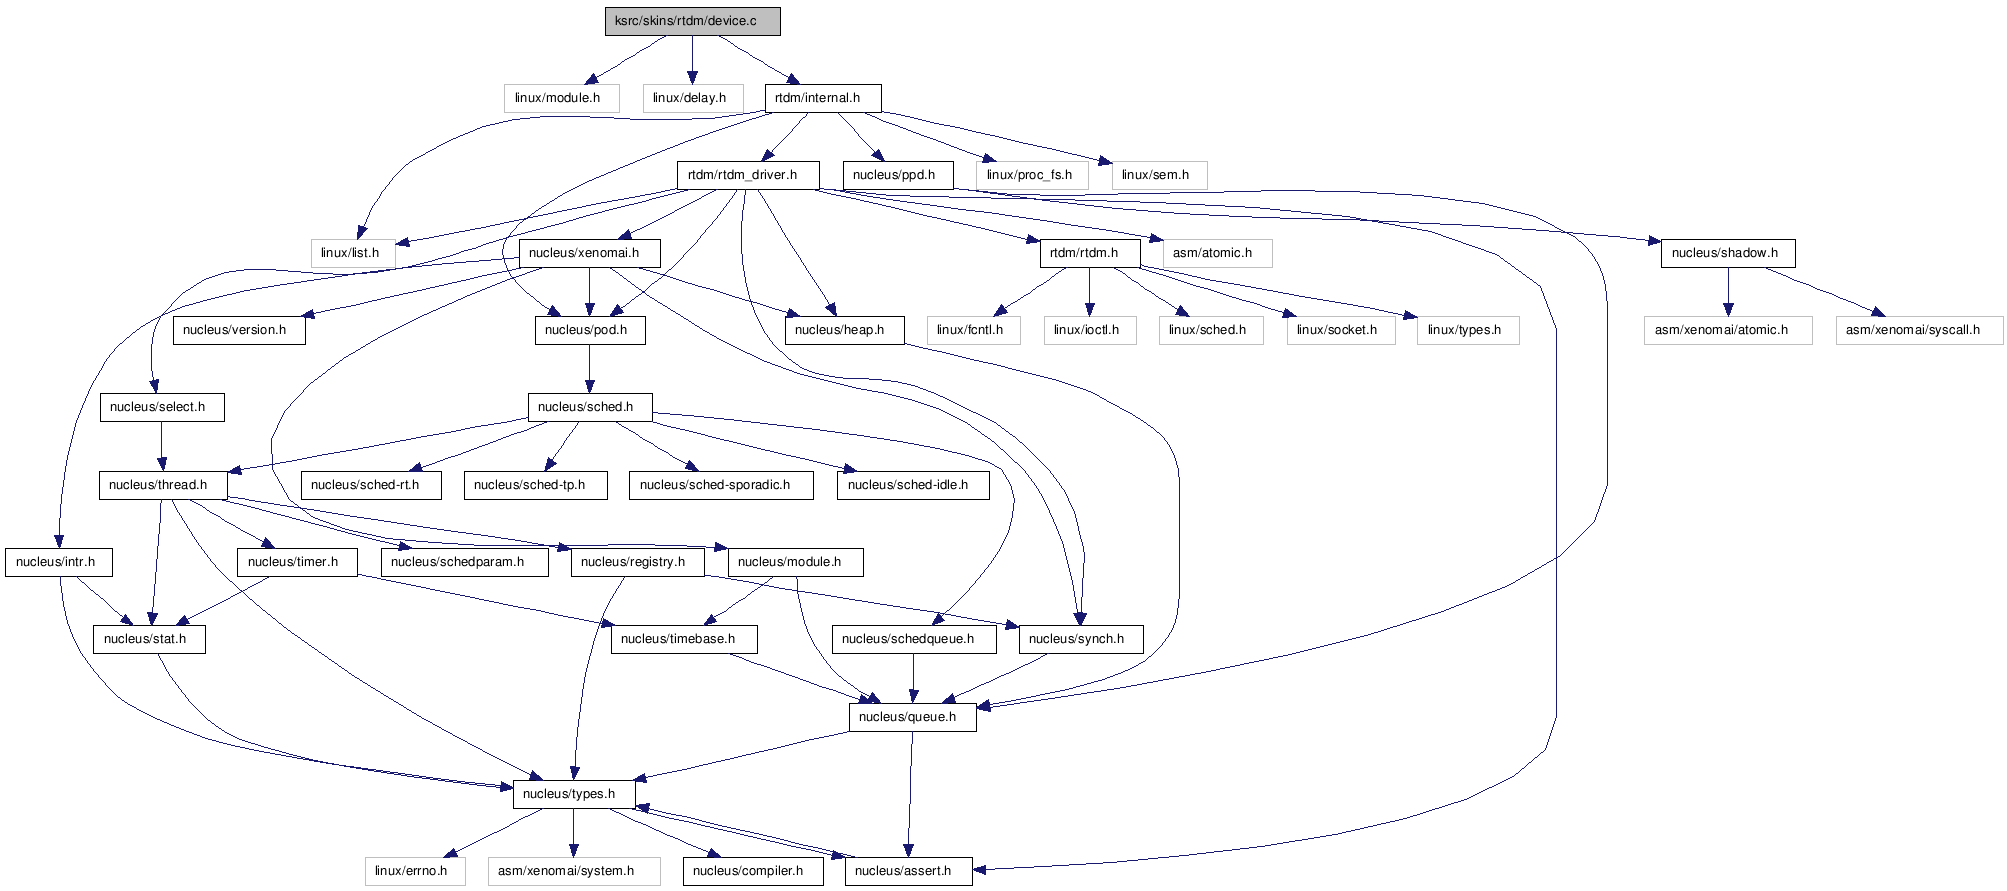 ksrc/skins/rtdm/device.c
linux/module.h
linux/delay.h
rtdm/internal.h
rtdm/rtdm_driver.h
nucleus/ppd.h
linux/proc_fs.h
linux/sem.h
linux/list.h
nucleus/xenomai.h
rtdm/rtdm.h
asm/atomic.h
nucleus/shadow.h
nucleus/version.h
nucleus/pod.h
nucleus/heap.h
linux/fcntl.h
linux/ioctl.h
linux/sched.h
linux/socket.h
linux/types.h
asm/xenomai/atomic.h
asm/xenomai/syscall.h
nucleus/select.h
nucleus/sched.h
nucleus/thread.h
nucleus/sched-rt.h
nucleus/sched-tp.h
nucleus/sched-sporadic.h
nucleus/sched-idle.h
nucleus/intr.h
nucleus/timer.h
nucleus/schedparam.h
nucleus/registry.h
nucleus/module.h
nucleus/stat.h
nucleus/timebase.h
nucleus/schedqueue.h
nucleus/synch.h
nucleus/queue.h
nucleus/types.h
linux/errno.h
asm/xenomai/system.h
nucleus/compiler.h
nucleus/assert.h